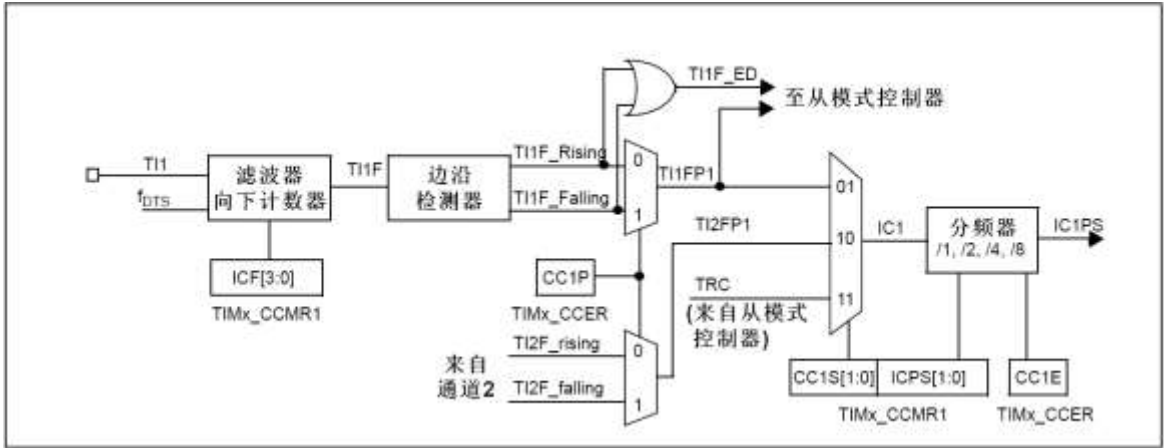 TI1F_ED
至从模式控制器
TI1
滤波器
向下计数器
f_DTS
TI1F
边沿
检测器
TI1F_Rising
TI1F_Falling
0
1
TI1FP1
TI2FP1
TRC
(来自从模式
控制器)
01
10
11
IC1
分频器
/1, /2, /4, /8
IC1PS
ICF[3:0]
TIMx_CCMR1
CC1P
TIMx_CCER
来自
通道2
TI2F_rising
TI2F_falling
0
1
CC1S[1:0]
ICPS[1:0]
TIMx_CCMR1
CC1E
TIMx_CCER